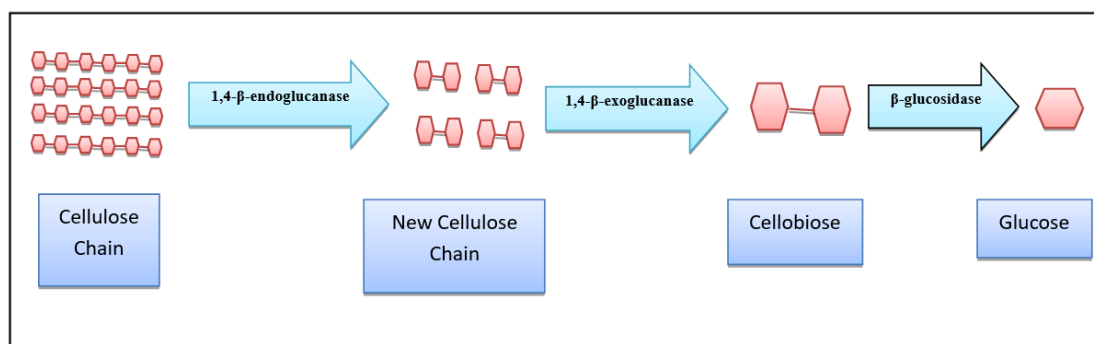 1,4-β-endoglucanase
1,4-β-exoglucanase
β-glucosidase
Cellulose
Chain
New Cellulose
Chain
Cellobiose
Glucose